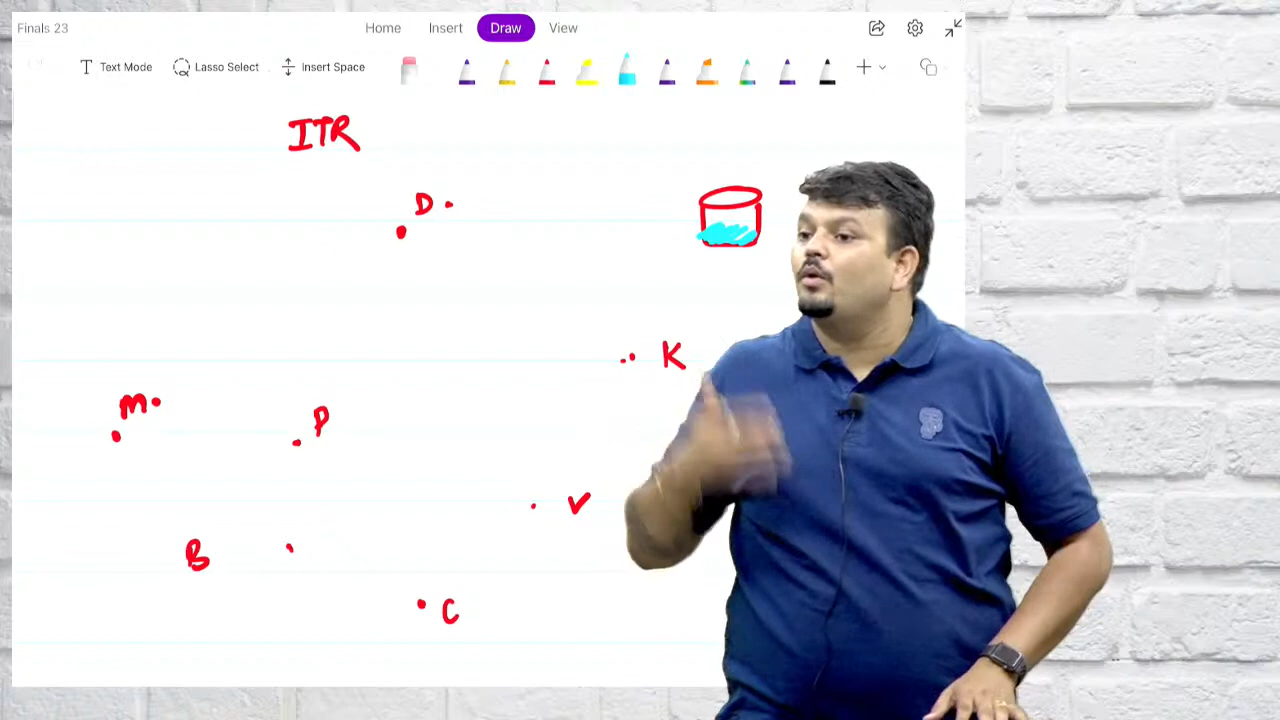 Finals 23
Home Insert Draw View
Text Mode Lasso Select Insert Space
ITR
D
K
M
P
V
B
C